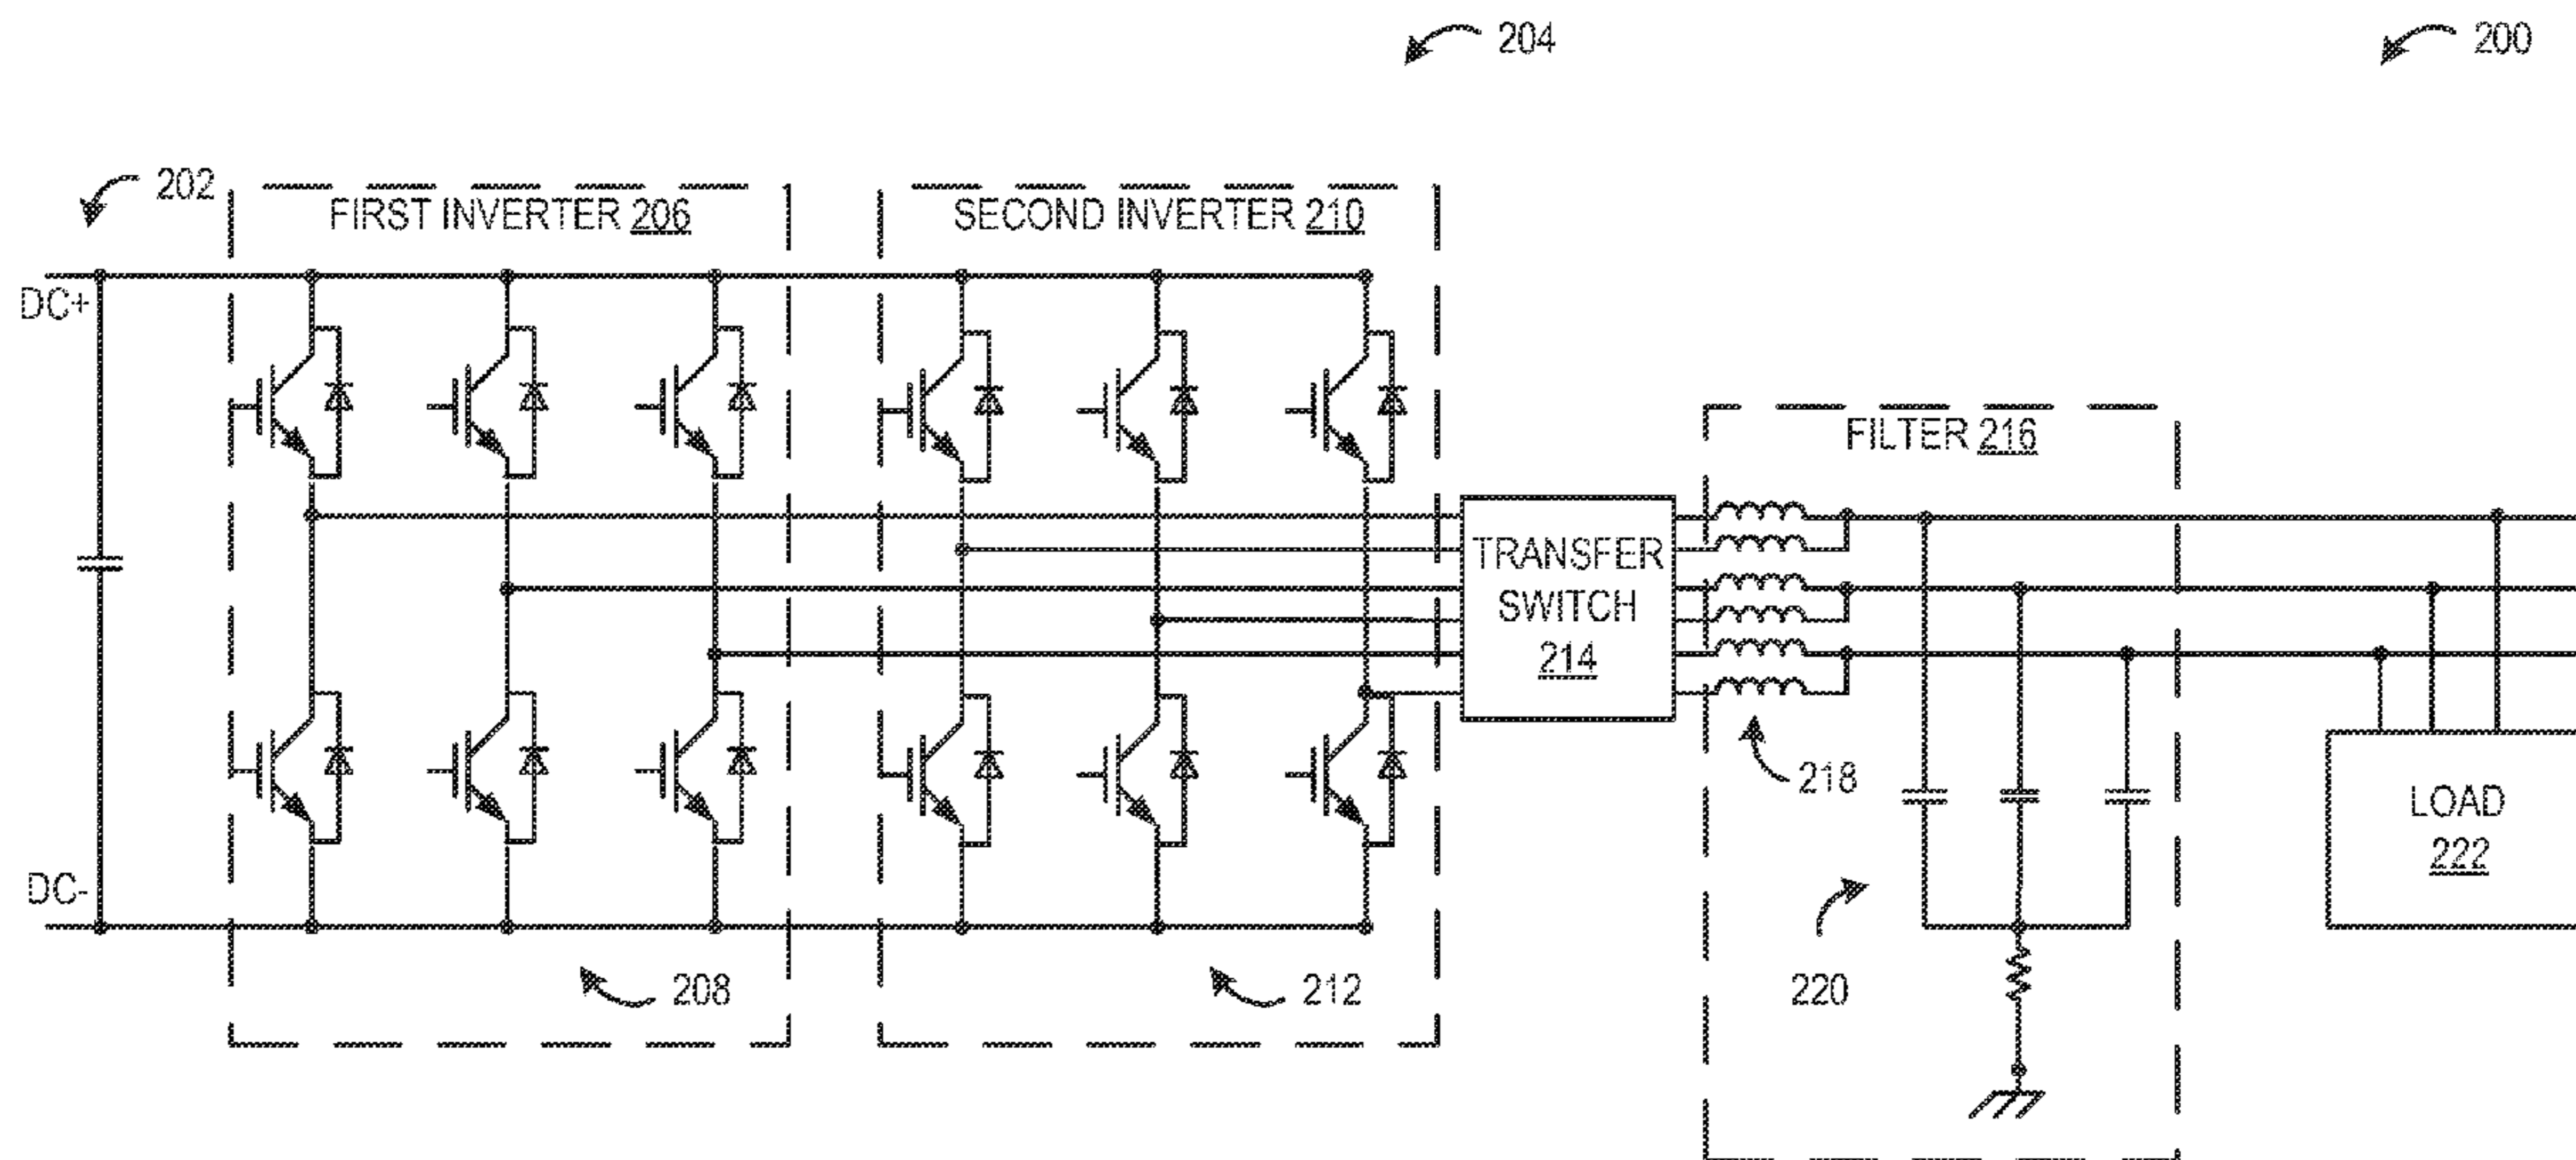 204
200
202
FIRST INVERTER 206
SECOND INVERTER 210
DC+
FILTER 216
TRANSFER
SWITCH
214
218
LOAD
222
DC-
208
212
220